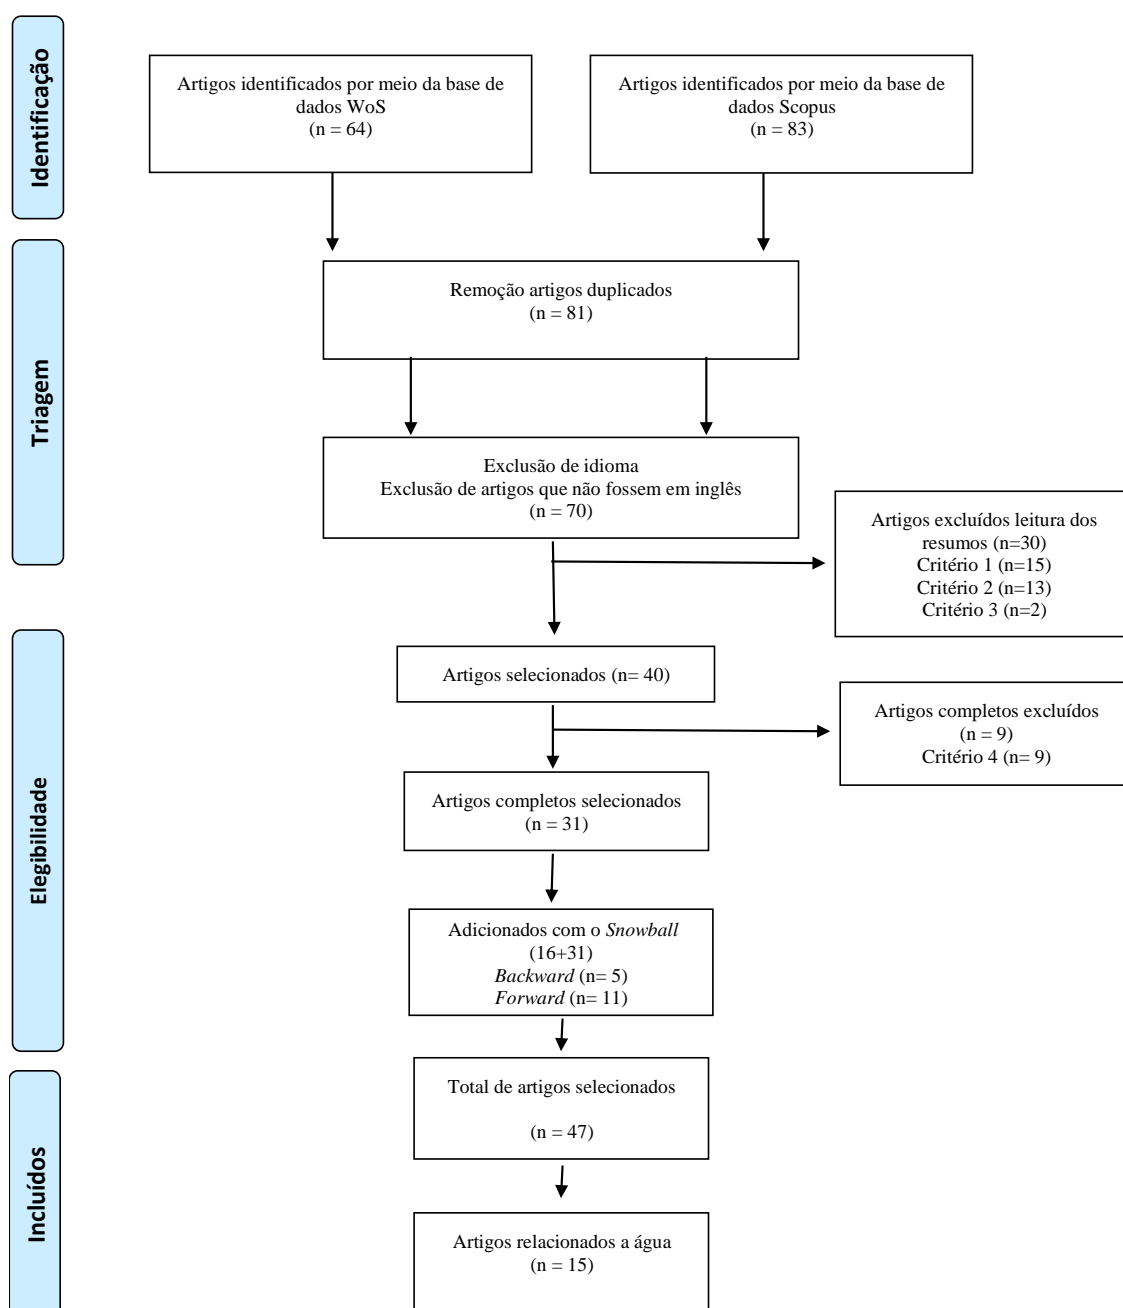 Identificação
Artigos identificados por meio da base de
dados WoS
(n = 64)
Artigos identificados por meio da base de
dados Scopus
(n = 83)
Triagem
Remoção artigos duplicados
(n = 81)
Exclusão de idioma
Exclusão de artigos que não fossem em inglês
(n = 70)
Artigos excluídos leitura dos
resumos (n=30)
Critério 1 (n=15)
Critério 2 (n=13)
Critério 3 (n=2)
Elegibilidade
Artigos selecionados (n= 40)
Artigos completos excluídos
(n = 9)
Critério 4 (n= 9)
Artigos completos selecionados
(n = 31)
Adicionados com o Snowball
(16+31)
Backward (n= 5)
Forward (n= 11)
Incluídos
Total de artigos selecionados
(n = 47)
Artigos relacionados a água
(n = 15)